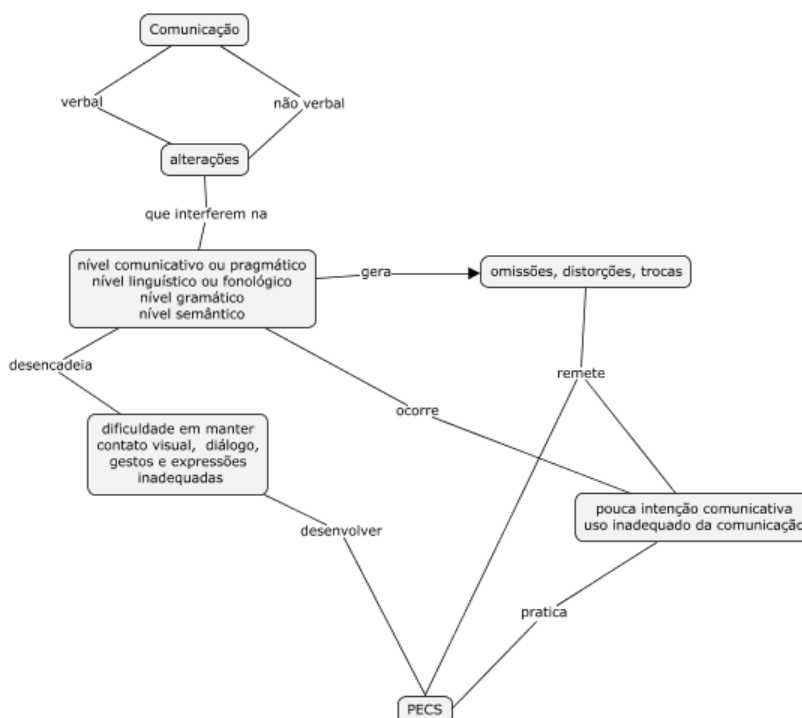 Comunicação
verbal
não verbal
alterações
que interferem na
nível comunicativo ou pragmático
nível linguístico ou fonológico
nível gramático
nível semântico
gera
omissões, distorções, trocas
desencadeia
remete
ocorre
dificuldade em manter
contato visual, diálogo,
gestos e expressões
inadequadas
pouca intenção comunicativa
uso inadequado da comunicação
desenvolver
pratica
PECS